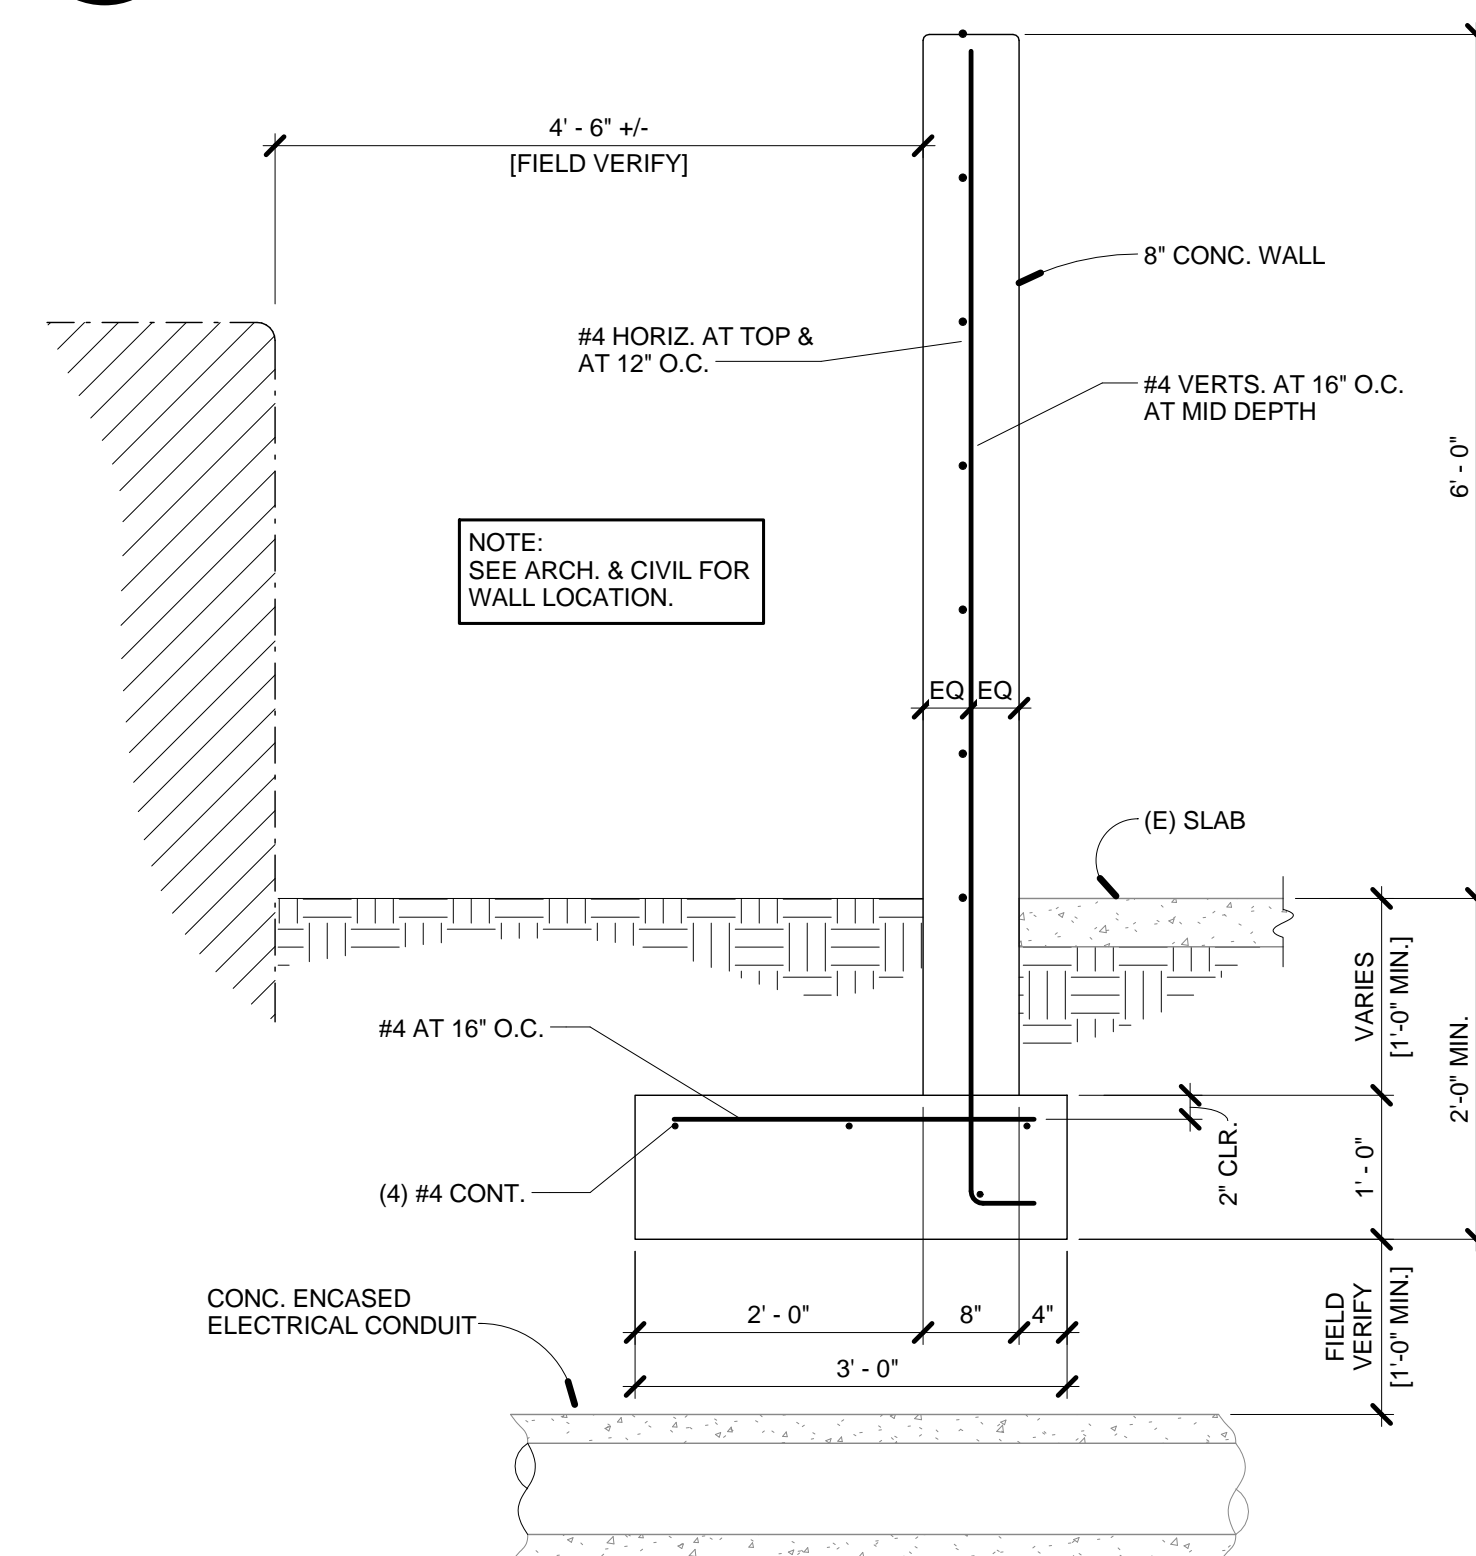 4' - 6" +/-
[FIELD VERIFY]
8" CONC. WALL
#4 HORIZ. AT TOP &
AT 12" O.C.
#4 VERTS. AT 16" O.C.
AT MID DEPTH
6' - 0"
NOTE:
SEE ARCH. & CIVIL FOR
WALL LOCATION.
EQ EQ
(E) SLAB
VARIES
[1'-0" MIN.]
2'-0" MIN.
#4 AT 16" O.C.
2" CLR.
1' - 0"
(4) #4 CONT.
CONC. ENCASED
ELECTRICAL CONDUIT
2' - 0" 8" 4"
3' - 0"
FIELD
VERIFY
[1'-0" MIN.]